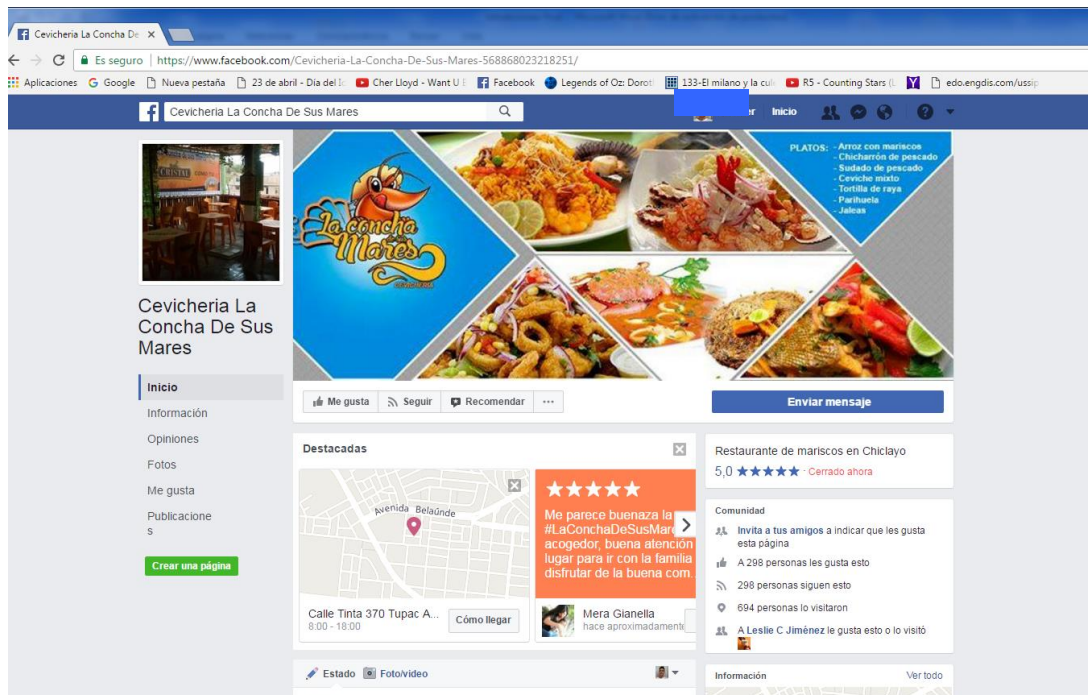 Cevicheria La Concha De
Es seguro | https://www.facebook.com/Cevicheria-La-Concha-De-Sus-Mares-568868023218251/
Aplicaciones Google Nueva pestaña 23 de abril - Día del Cher Lloyd - Want U Facebook Legends of Oz: Dorot 133-El milano y la cu R5 - Counting Stars edo.engdis.com/ussip
Cevicheria La Concha De Sus Mares
Inicio
CRISTAL
La concha
Mares
CEVICHERIA
PLATOS: - Arroz con mariscos
- Chicharrón de pescado
- Sudado de pescado
- Ceviche mixto
- Tortilla de raya
- Parihuela
- Jaleas
Cevicheria La
Concha De Sus
Mares
Inicio
Información
Opiniones
Fotos
Me gusta
Publicacione
s
Crear una página
Me gusta Seguir Recomendar ...
Enviar mensaje
Destacadas
Avenida Belaúnde
Calle Tinta 370 Tupac A...
8:00 - 18:00
Cómo llegar
Me parece buenaza la
#LaConchaDeSusMar
acogedor, buena atención
lugar para ir con la familia
disfrutar de la buena com.
Mera Gianella
hace aproximadamente
Estado Foto/video
Restaurante de mariscos en Chiclayo
5,0 ★★★★★ · Cerrado ahora
Comunidad
Invita a tus amigos a indicar que les gusta
esta página
A 298 personas les gusta esto
298 personas siguen esto
694 personas lo visitaron
A Leslie C Jiménez le gusta esto o lo visitó
Información Ver todo